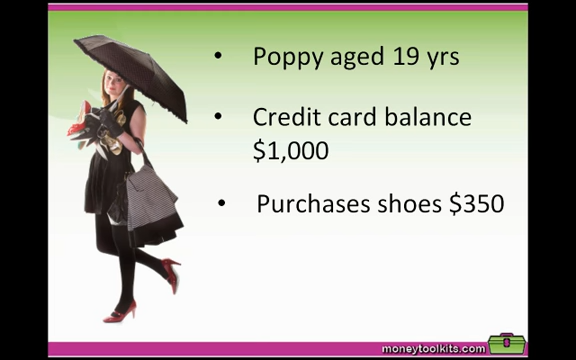 • Poppy aged 19 yrs
• Credit card balance
$1,000
• Purchases shoes $350
moneytoolkits.com